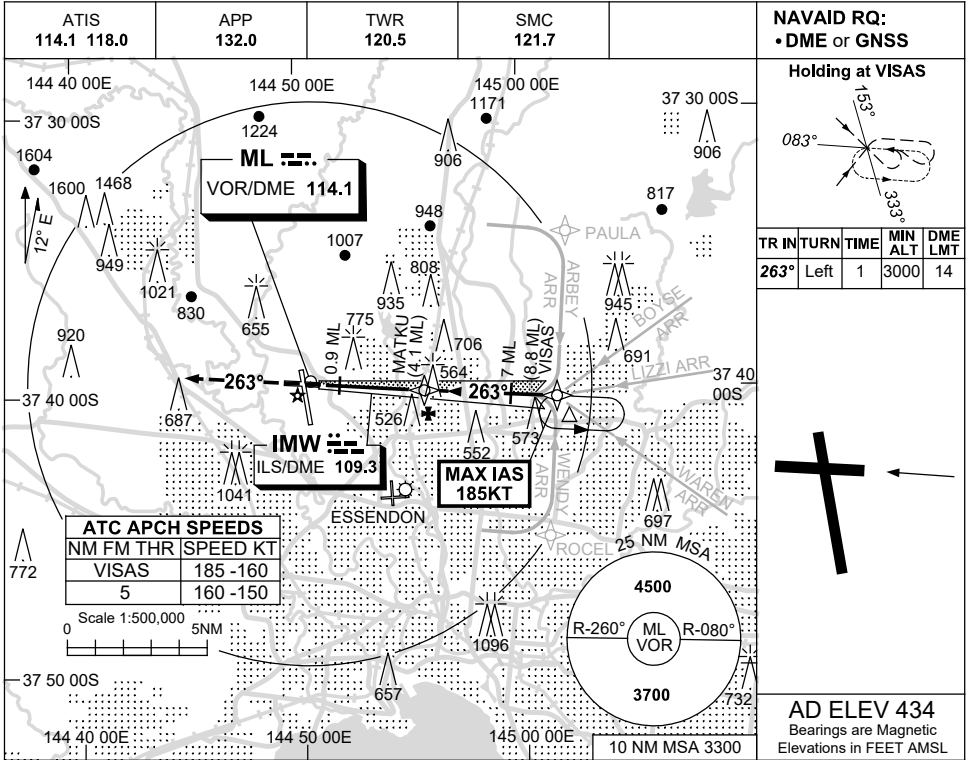 ATIS
114.1 118.0
APP
132.0
TWR
120.5
SMC
121.7
NAVAID RQ:
• DME or GNSS
Holding at VISAS
153°
083°
333°
TR IN TURN TIME MIN ALT DME LMT
263° Left 1 3000 14
144 40 00E
144 50 00E
145 00 00E
37 30 00S
37 30 00S
1171
1224
906
906
1604
ML
VOR/DME 114.1
1600
1468
817
12° E
948
PAULA
949
1007
ARBEY ARR
1021
935
808
945
830
655
775
MATKU (4.1 ML)
(8.8 ML) VISAS
BOYSE ARR
0.9 ML
706
691
920
564
7 ML
LIZZI ARR
37 40 00S
263°
263°
37 40 00S
687
526
573
552
IMW
ILS/DME 109.3
MAX IAS
185KT
WENDY ARR
WAREN ARR
1041
ESSENDON
697
ROCEL
25 NM MSA
ATC APCH SPEEDS
NM FM THR SPEED KT
VISAS 185 -160
5 160 -150
772
4500
Scale 1:500,000
0 5NM
R-260° ML VOR R-080°
1096
3700
657
732
37 50 00S
144 40 00E
144 50 00E
145 00 00E
10 NM MSA 3300
AD ELEV 434
Bearings are Magnetic
Elevations in FEET AMSL